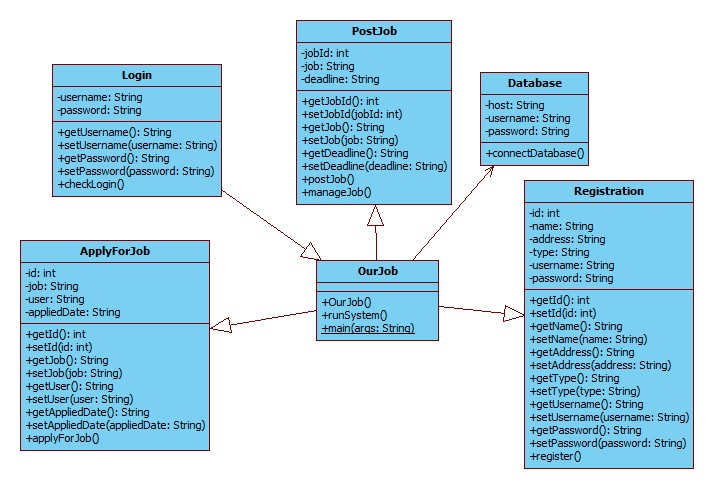 PostJob
-jobId: int
-job: String
-deadline: String
+getJobId(): int
+setJobId(jobId: int)
+getJob(): String
+setJob(job: String)
+getDeadline(): String
+setDeadline(deadline: String)
+postJob()
+manageJob()
Login
-username: String
-password: String
+getUsername(): String
+setUsername(username: String)
+getPassword(): String
+setPassword(password: String)
+checkLogin()
Database
-host: String
-username: String
-password: String
+connectDatabase()
Registration
-id: int
-name: String
-address: String
-type: String
-username: String
-password: String
+getId(): int
+setId(id: int)
+getName(): String
+setName(name: String)
+getAddress(): String
+setAddress(address: String)
+getType(): String
+setType(type: String)
+getUsername(): String
+setUsername(username: String)
+getPassword(): String
+setPassword(password: String)
+register()
ApplyForJob
-id: int
-job: String
-user: String
-appliedDate: String
+getId(): int
+setId(id: int)
+getJob(): String
+setJob(job: String)
+getUser(): String
+setUser(user: String)
+getAppliedDate(): String
+setAppliedDate(appliedDate: String)
+applyForJob()
OurJob
+OurJob()
+runSystem()
+main(args: String)